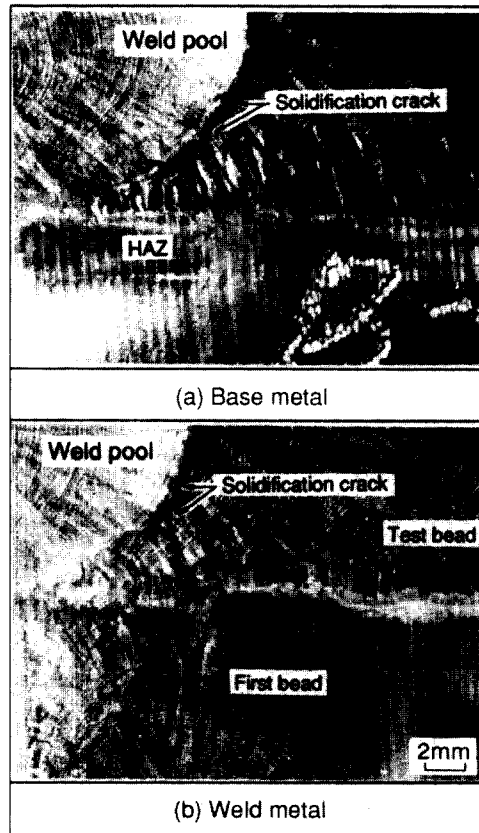 Weld pool
Solidification crack
HAZ
(a) Base metal
Weld pool
Solidification crack
Test bead
First bead
2mm
(b) Weld metal